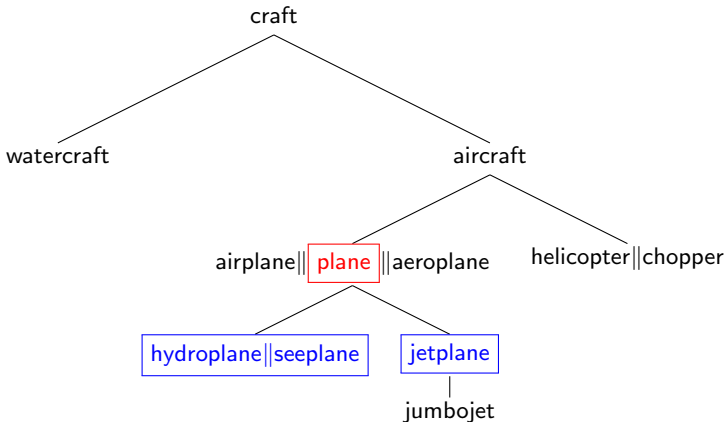 craft
watercraft aircraft
airplane||plane||aeroplane helicopter||chopper
hydroplane||seeplane jetplane
jumbojet